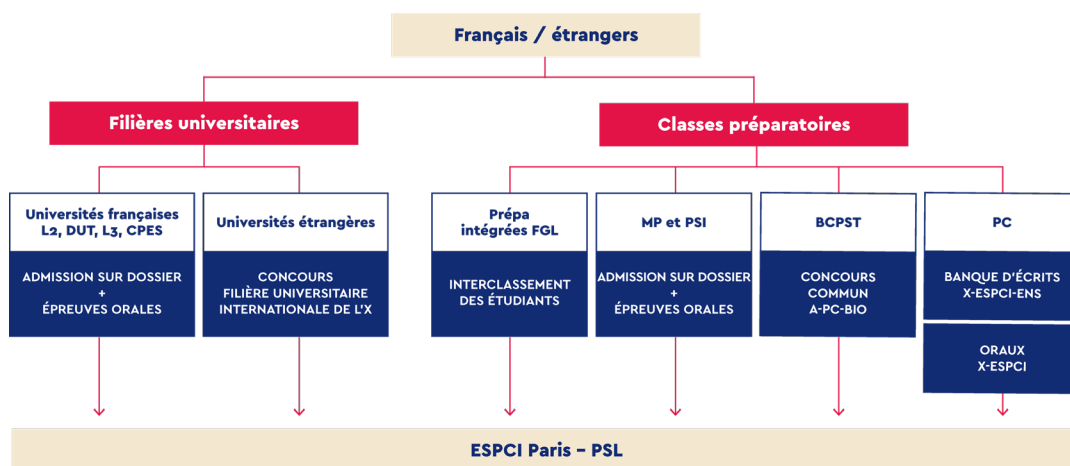 Français / étrangers
Filières universitaires
Classes préparatoires
Universités françaises
L2, DUT, L3, CPES
ADMISSION SUR DOSSIER
+
ÉPREUVES ORALES
Universités étrangères
CONCOURS
FILIÈRE UNIVERSITAIRE
INTERNATIONALE DE L'X
Prépa
intégrées FGL
INTERCLASSEMENT
DES ÉTUDIANTS
MP et PSI
ADMISSION SUR DOSSIER
+
ÉPREUVES ORALES
BCPST
CONCOURS
COMMUN
A-PC-BIO
PC
BANQUE D'ÉCRITS
X-ESPCI-ENS
ORAUX
X-ESPCI
ESPCI Paris – PSL